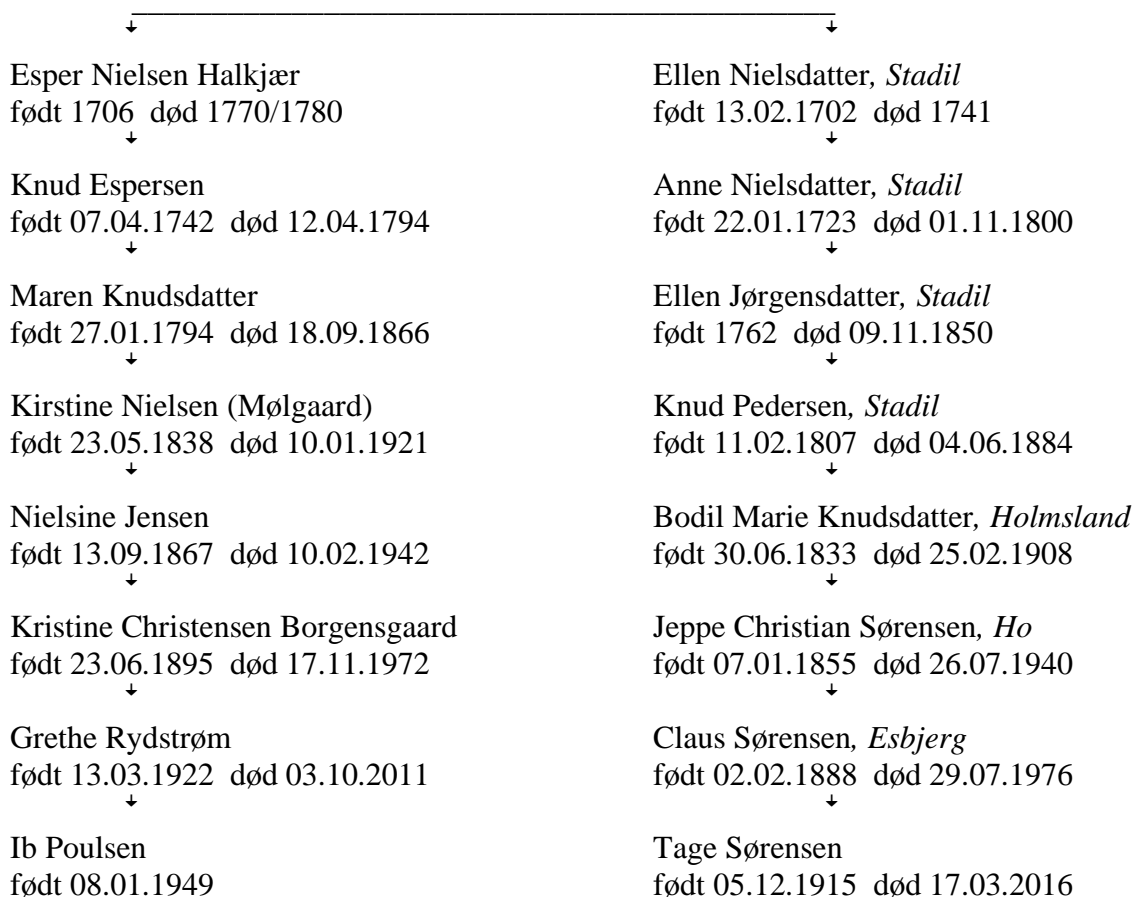 Esper Nielsen Halkjær
født 1706  død 1770/1780
Knud Espersen
født 07.04.1742  død 12.04.1794
Maren Knudsdatter
født 27.01.1794  død 18.09.1866
Kirstine Nielsen (Mølgaard)
født 23.05.1838  død 10.01.1921
Nielsine Jensen
født 13.09.1867  død 10.02.1942
Kristine Christensen Borgensgaard
født 23.06.1895  død 17.11.1972
Grethe Rydstrøm
født 13.03.1922  død 03.10.2011
Ib Poulsen
født 08.01.1949
Ellen Nielsdatter, Stadil
født 13.02.1702  død 1741
Anne Nielsdatter, Stadil
født 22.01.1723  død 01.11.1800
Ellen Jørgensdatter, Stadil
født 1762  død 09.11.1850
Knud Pedersen, Stadil
født 11.02.1807  død 04.06.1884
Bodil Marie Knudsdatter, Holmsland
født 30.06.1833  død 25.02.1908
Jeppe Christian Sørensen, Ho
født 07.01.1855  død 26.07.1940
Claus Sørensen, Esbjerg
født 02.02.1888  død 29.07.1976
Tage Sørensen
født 05.12.1915  død 17.03.2016